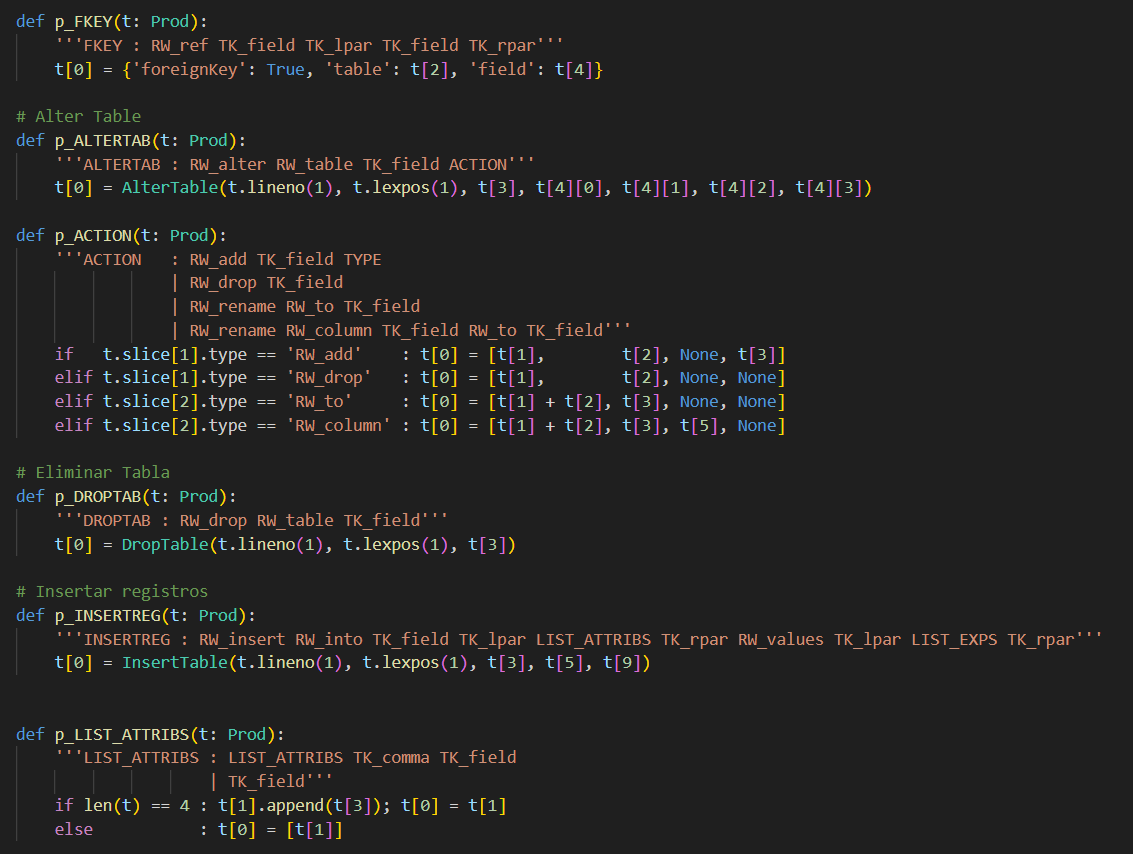 def p_FKEY(t: Prod):
    '''FKEY : RW_ref TK_field TK_lpar TK_field TK_rpar'''
    t[0] = {'foreignKey': True, 'table': t[2], 'field': t[4]}

# Alter Table
def p_ALTERTAB(t: Prod):
    '''ALTERTAB : RW_alter RW_table TK_field ACTION'''
    t[0] = AlterTable(t.lineno(1), t.lexpos(1), t[3], t[4][0], t[4][1], t[4][2], t[4][3])

def p_ACTION(t: Prod):
    '''ACTION   : RW_add TK_field TYPE
                | RW_drop TK_field
                | RW_rename RW_to TK_field
                | RW_rename RW_column TK_field RW_to TK_field'''
    if   t.slice[1].type == 'RW_add'    : t[0] = [t[1],        t[2], None, t[3]]
    elif t.slice[1].type == 'RW_drop'   : t[0] = [t[1],        t[2], None, None]
    elif t.slice[2].type == 'RW_to'     : t[0] = [t[1] + t[2], t[3], None, None]
    elif t.slice[2].type == 'RW_column' : t[0] = [t[1] + t[2], t[3], t[5], None]

# Eliminar Tabla
def p_DROPTAB(t: Prod):
    '''DROPTAB : RW_drop RW_table TK_field'''
    t[0] = DropTable(t.lineno(1), t.lexpos(1), t[3])

# Insertar registros
def p_INSERTREG(t: Prod):
    '''INSERTREG : RW_insert RW_into TK_field TK_lpar LIST_ATTRIBS TK_rpar RW_values TK_lpar LIST_EXPS TK_rpar'''
    t[0] = InsertTable(t.lineno(1), t.lexpos(1), t[3], t[5], t[9])


def p_LIST_ATTRIBS(t: Prod):
    '''LIST_ATTRIBS : LIST_ATTRIBS TK_comma TK_field
                    | TK_field'''
    if len(t) == 4 : t[1].append(t[3]); t[0] = t[1]
    else           : t[0] = [t[1]]